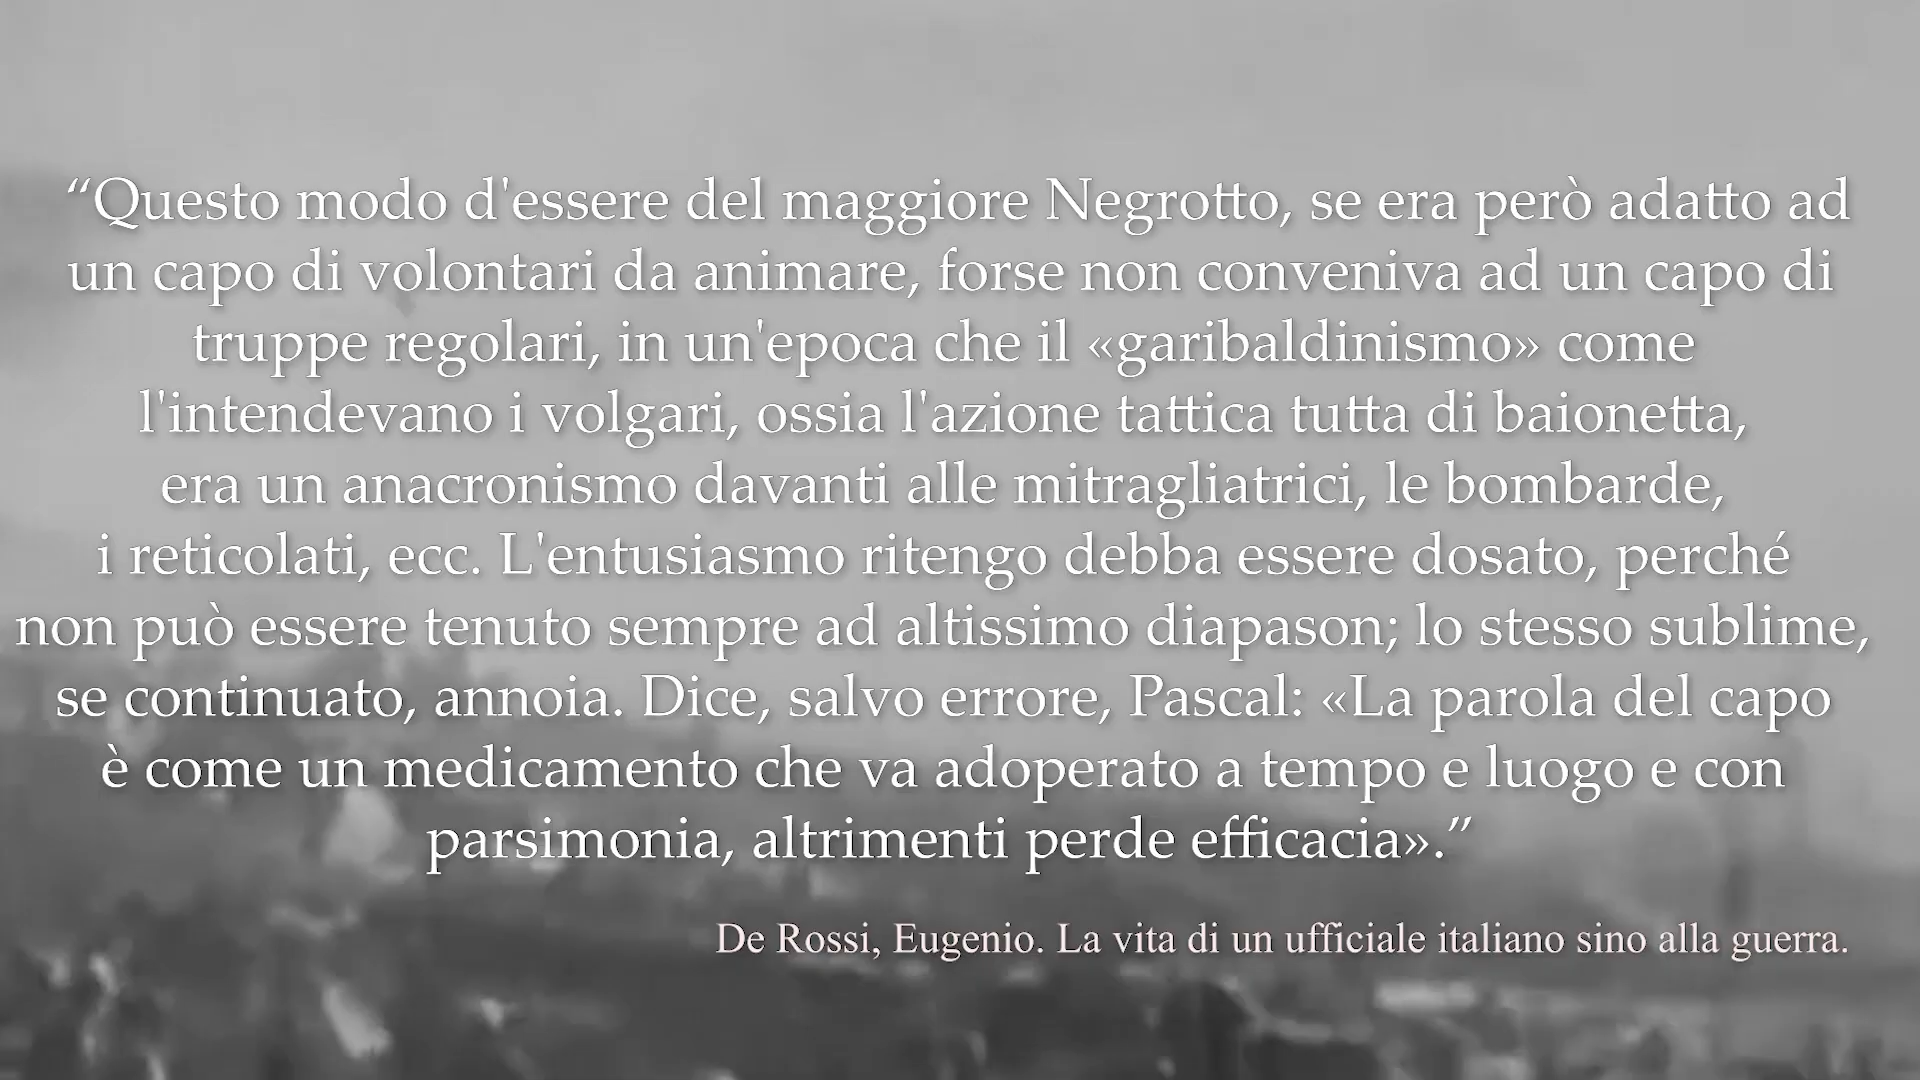 “Questo modo d'essere del maggiore Negrotto, se era però adatto ad
un capo di volontari da animare, forse non conveniva ad un capo di
truppe regolari, in un'epoca che il «garibaldinismo» come
l'intendevano i volgari, ossia l'azione tattica tutta di baionetta,
era un anacronismo davanti alle mitragliatrici, le bombarde,
i reticolati, ecc. L'entusiasmo ritengo debba essere dosato, perché
non può essere tenuto sempre ad altissimo diapason; lo stesso sublime,
se continuato, annoia. Dice, salvo errore, Pascal: «La parola del capo
è come un medicamento che va adoperato a tempo e luogo e con
parsimonia, altrimenti perde efficacia».”
De Rossi, Eugenio. La vita di un ufficiale italiano sino alla guerra.